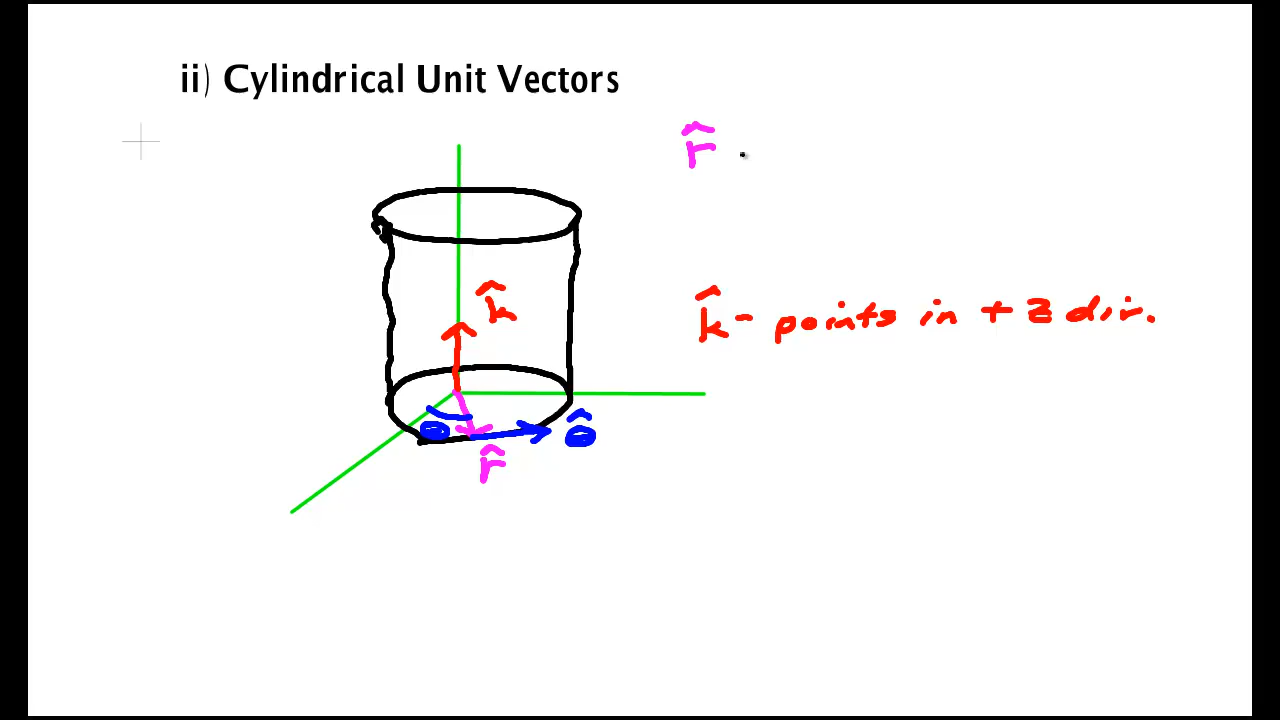 ii) Cylindrical Unit Vectors
r̂
k̂
k̂ - points in + z dir.
θ
θ̂
r̂